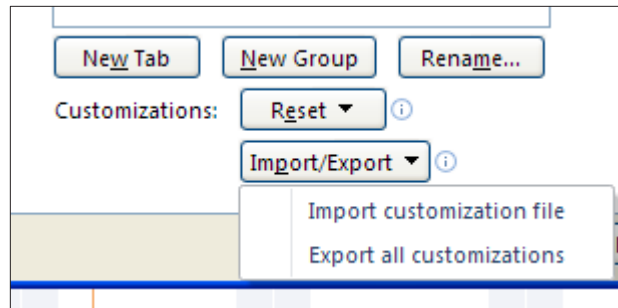 New Tab New Group Rename...
Customizations: Reset
Import/Export
Import customization file
Export all customizations